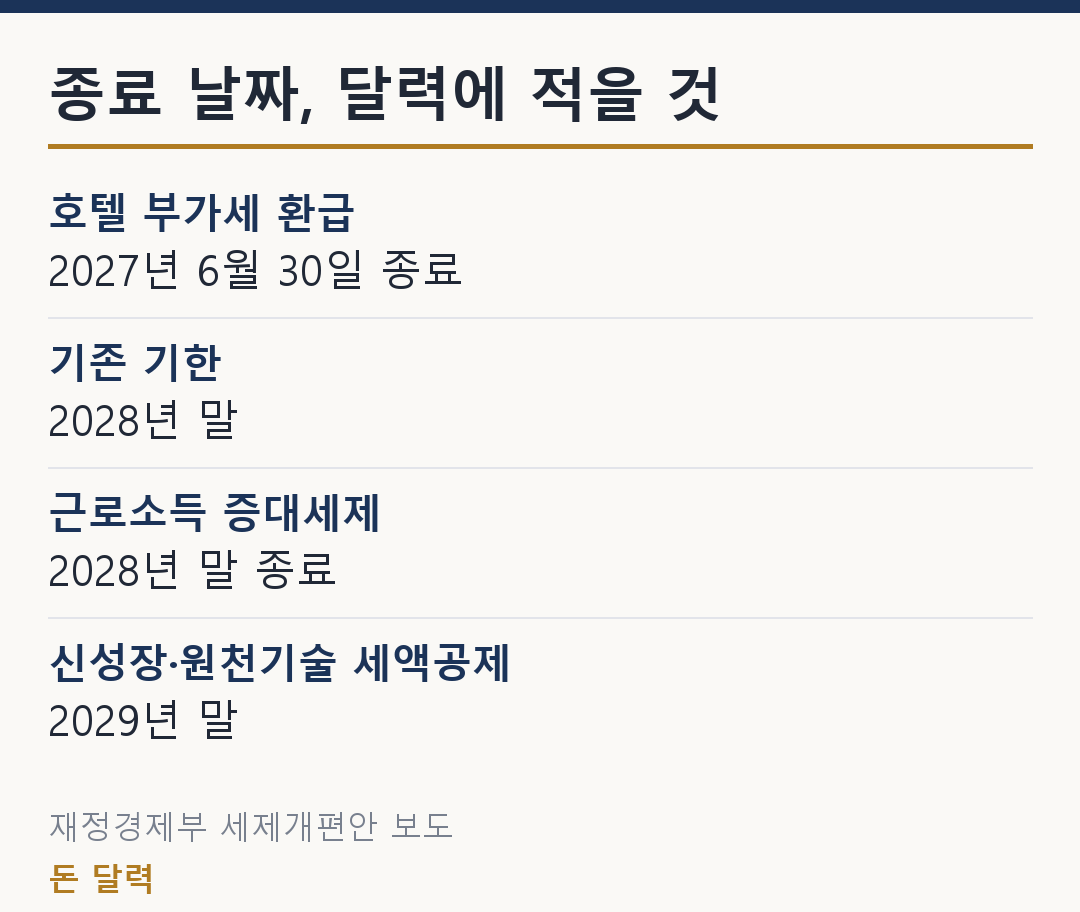 종료 날짜, 달력에 적을 것
호텔 부가세 환급
2027년 6월 30일 종료
기존 기한
2028년 말
근로소득 증대세제
2028년 말 종료
신성장·원천기술 세액공제
2029년 말
재정경제부 세제개편안 보도
돈 달력